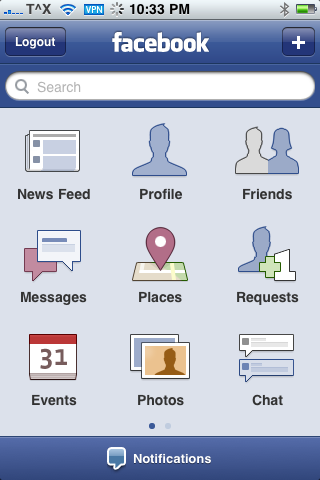 T^X VPN 10:33 PM
Logout facebook +
Search
News Feed Profile Friends
Messages Places Requests
31
Events Photos Chat
Notifications